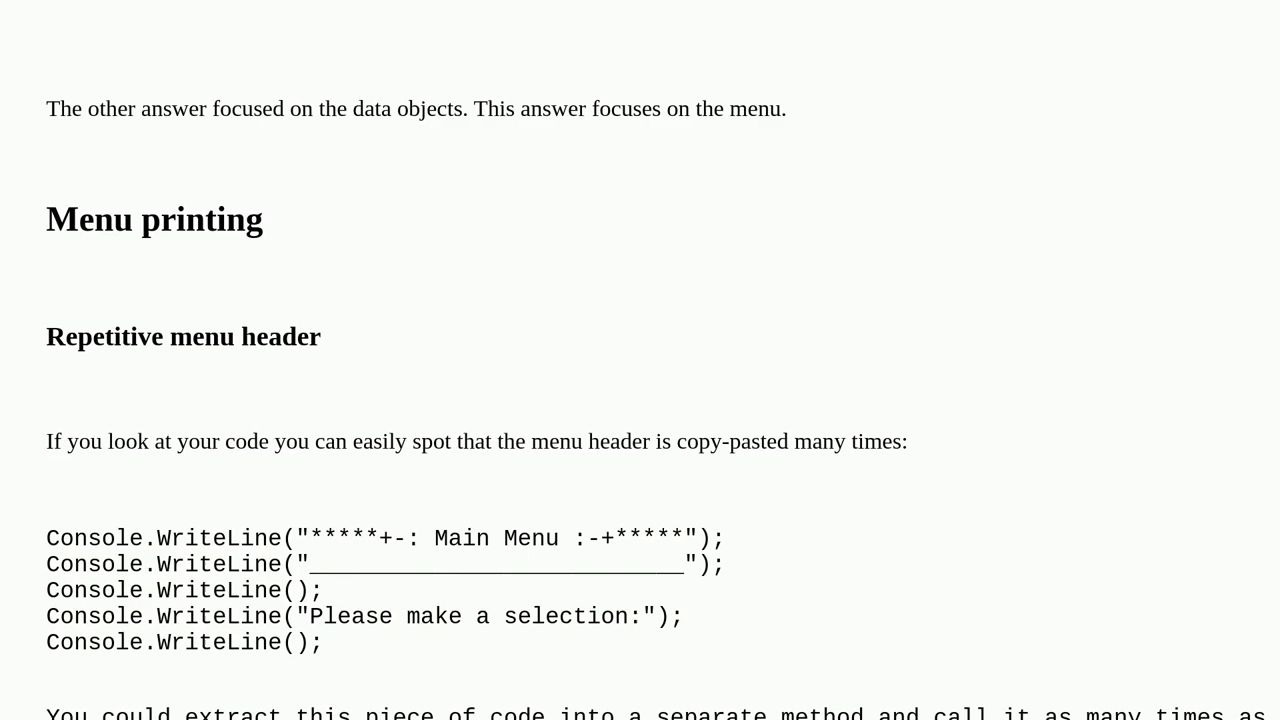 The other answer focused on the data objects. This answer focuses on the menu.
Menu printing
Repetitive menu header
If you look at your code you can easily spot that the menu header is copy-pasted many times:
Console.WriteLine("*****+-: Main Menu :-+*****");
Console.WriteLine("___________________________");
Console.WriteLine();
Console.WriteLine("Please make a selection:");
Console.WriteLine();
You could extract this piece of code into a separate method and call it as many times as